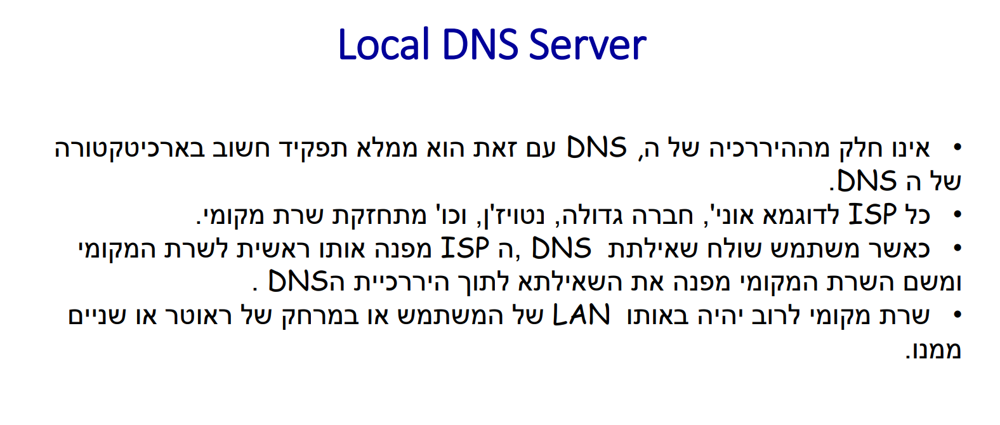 Local DNS Server
• אינו חלק מההיררכיה של ה, DNS עם זאת הוא ממלא תפקיד חשוב בארכיטקטורה
של ה DNS.
• כל ISP לדוגמא אוני', חברה גדולה, נטויז'ן, וכו' מתחזקת שרת מקומי.
• כאשר משתמש שולח שאילתת DNS ,ה ISP מפנה אותו ראשית לשרת המקומי
ומשם השרת המקומי מפנה את השאילתא לתוך היררכיית הDNS .
• שרת מקומי לרוב יהיה באותו LAN של המשתמש או במרחק של ראוטר או שניים
ממנו.